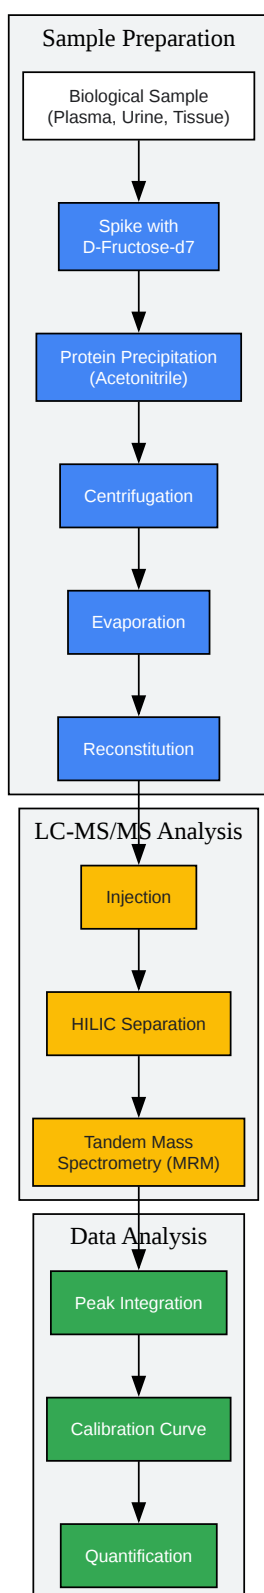 Sample Preparation
Biological Sample
(Plasma, Urine, Tissue)
Spike with
D-Fructose-d7
Protein Precipitation
(Acetonitrile)
Centrifugation
Evaporation
Reconstitution
LC-MS/MS Analysis
Injection
HILIC Separation
Tandem Mass
Spectrometry (MRM)
Data Analysis
Peak Integration
Calibration Curve
Quantification